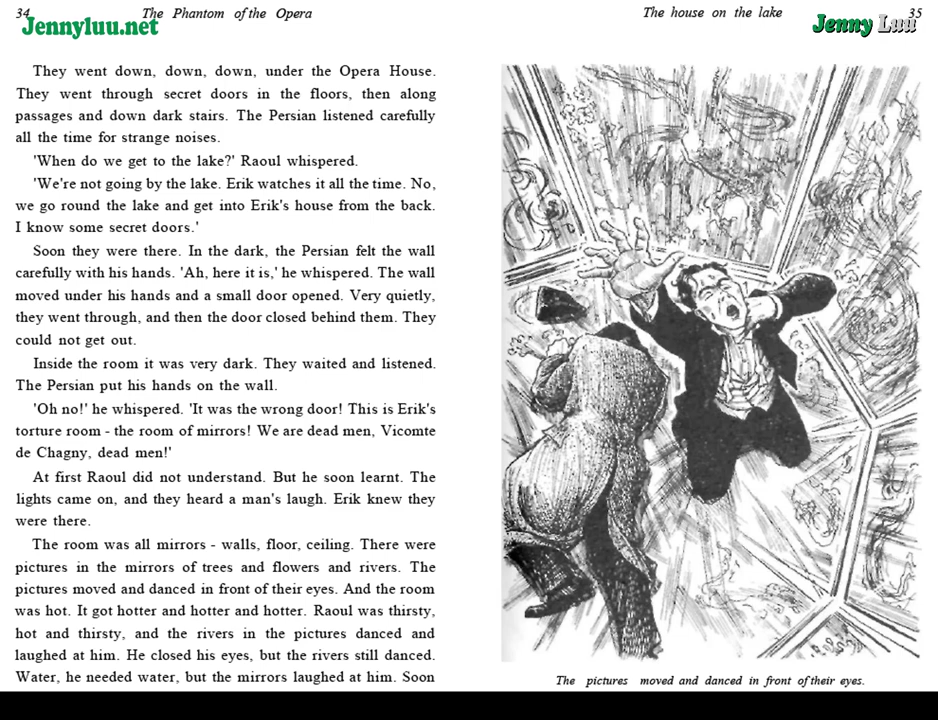 34
The Phantom of the Opera
Jennyluu.net
They went down, down, down, under the Opera House.
They went through secret doors in the floors, then along
passages and down dark stairs. The Persian listened carefully
all the time for strange noises.
'When do we get to the lake?' Raoul whispered.
'We're not going by the lake. Erik watches it all the time. No,
we go round the lake and get into Erik's house from the back.
I know some secret doors.'
Soon they were there. In the dark, the Persian felt the wall
carefully with his hands. 'Ah, here it is,' he whispered. The wall
moved under his hands and a small door opened. Very quietly,
they went through, and then the door closed behind them. They
could not get out.
Inside the room it was very dark. They waited and listened.
The Persian put his hands on the wall.
'Oh no!' he whispered. 'It was the wrong door! This is Erik's
torture room - the room of mirrors! We are dead men, Vicomte
de Chagny, dead men!'
At first Raoul did not understand. But he soon learnt. The
lights came on, and they heard a man's laugh. Erik knew they
were there.
The room was all mirrors - walls, floor, ceiling. There were
pictures in the mirrors of trees and flowers and rivers. The
pictures moved and danced in front of their eyes. And the room
was hot. It got hotter and hotter and hotter. Raoul was thirsty,
hot and thirsty, and the rivers in the pictures danced and
laughed at him. He closed his eyes, but the rivers still danced.
Water, he needed water, but the mirrors laughed at him. Soon
The house on the lake
35
Jenny Luu
The pictures moved and danced in front of their eyes.